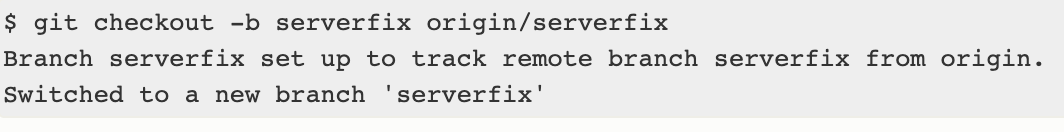 $ git checkout -b serverfix origin/serverfix
Branch serverfix set up to track remote branch serverfix from origin.
Switched to a new branch 'serverfix'